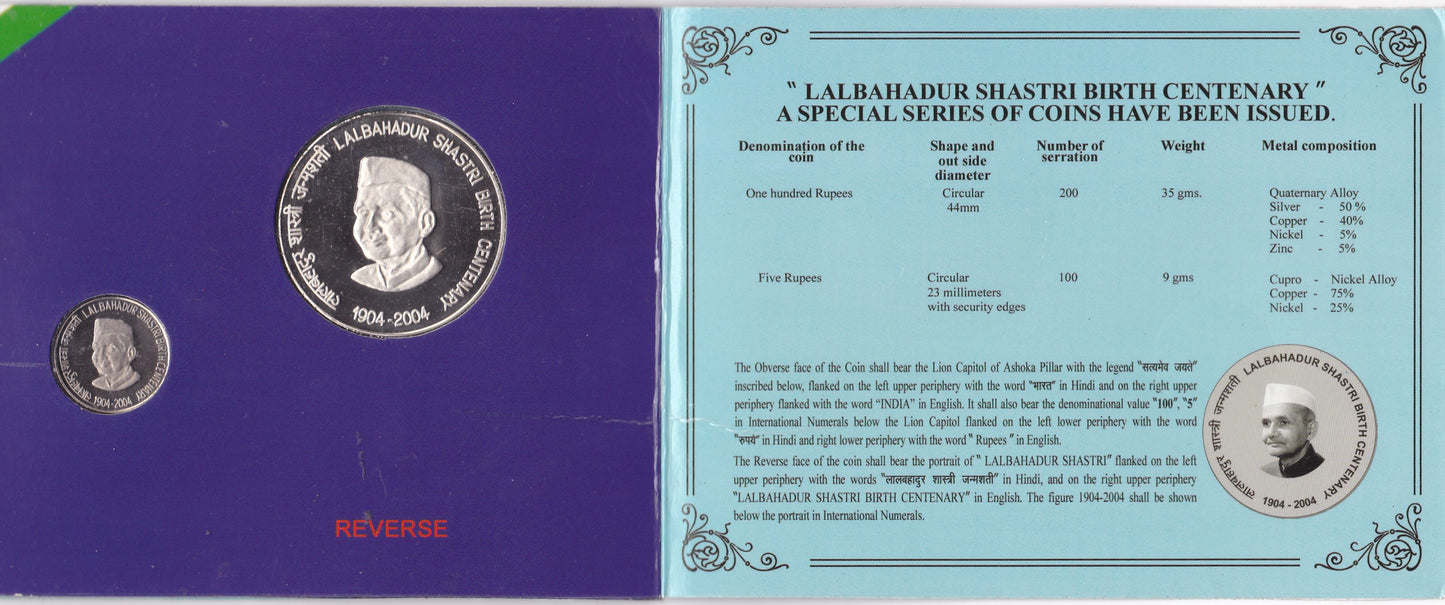 लालबहादुर शास्त्री जन्मशती LALBAHADUR SHASTRI BIRTH CENTENARY
1904-2004
लालबहादुर शास्त्री जन्मशती LALBAHADUR SHASTRI BIRTH CENTENARY
1904-2004
REVERSE
“ LALBAHADUR SHASTRI BIRTH CENTENARY ”
A SPECIAL SERIES OF COINS HAVE BEEN ISSUED.
Denomination of the coin Shape and out side diameter Number of serration Weight Metal composition
One hundred Rupees Circular 200 35 gms. Quaternary Alloy
44mm Silver - 50 %
Copper - 40%
Nickel - 5%
Zinc - 5%
Five Rupees Circular 100 9 gms Cupro - Nickel Alloy
23 millimeters Copper - 75%
with security edges Nickel - 25%
The Obverse face of the Coin shall bear the Lion Capitol of Ashoka Pillar with the legend “सत्यमेव जयते”
inscribed below, flanked on the left upper periphery with the word “भारत” in Hindi and on the right upper
periphery flanked with the word “INDIA” in English. It shall also bear the denominational value “100”, “5”
in International Numerals below the Lion Capitol flanked on the left lower periphery with the word
“रुपये” in Hindi and right lower periphery with the word “ Rupees ” in English.
The Reverse face of the coin shall bear the portrait of “ LALBAHADUR SHASTRI” flanked on the left
upper periphery with the words “लालबहादुर शास्त्री जन्मशती” in Hindi, and on the right upper periphery
“LALBAHADUR SHASTRI BIRTH CENTENARY” in English. The figure 1904-2004 shall be shown
below the portrait in International Numerals.
लालबहादुर शास्त्री जन्मशती LALBAHADUR SHASTRI BIRTH CENTENARY
1904 - 2004